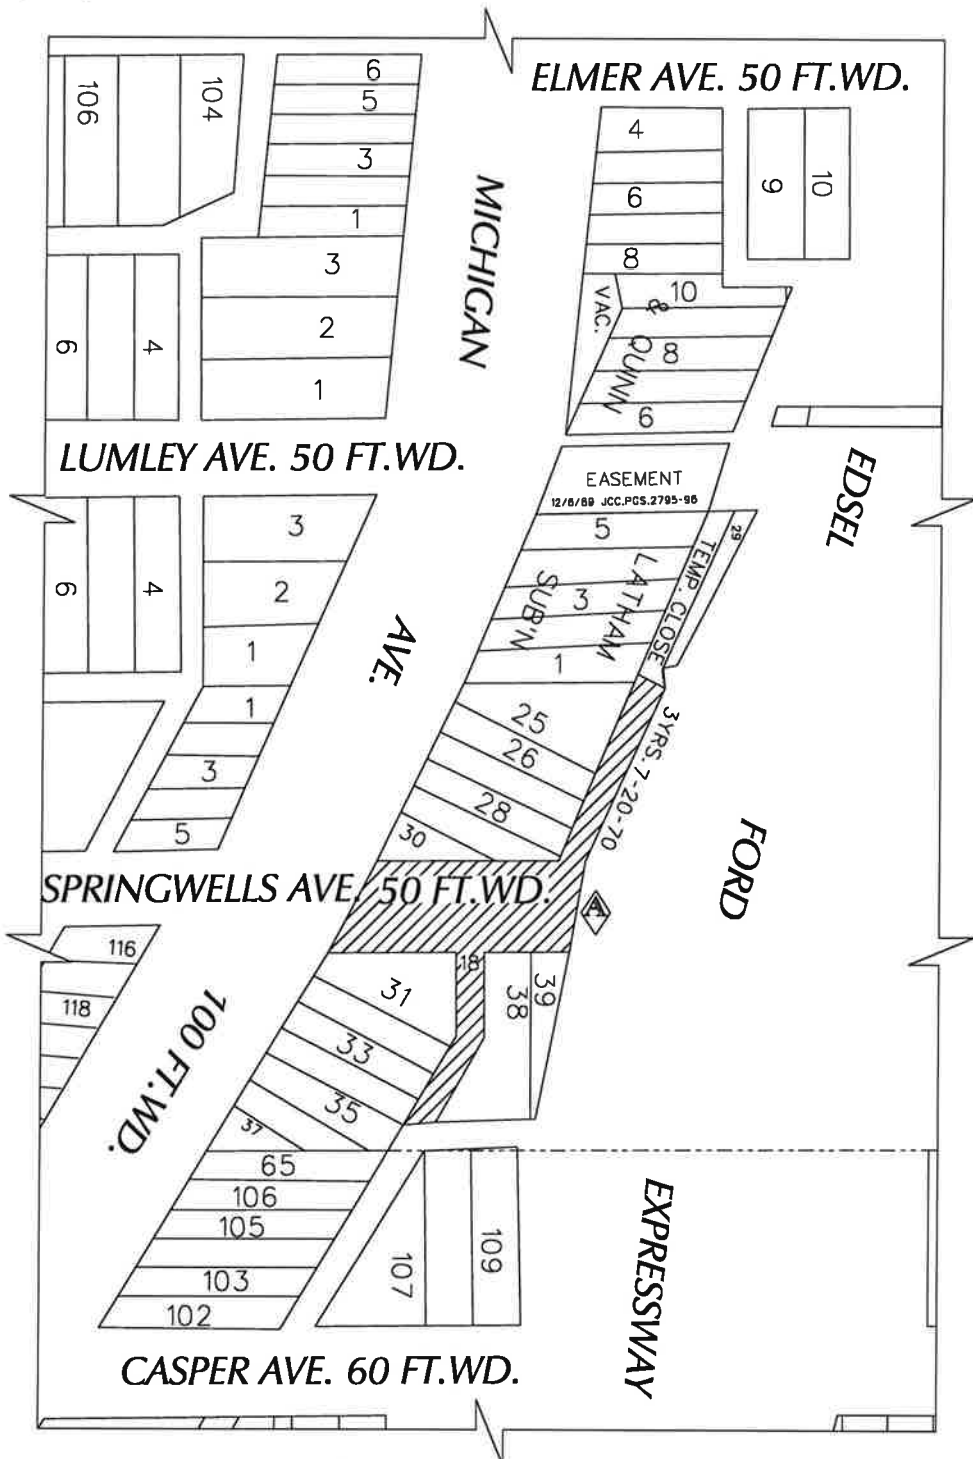 ELMER AVE. 50 FT.WD.
106
104
6
5
3
1
3
2
1
MICHIGAN
4
6
8
9
10
VAC.
10
&
QUINN
8
6
6
4
LUMLEY AVE. 50 FT.WD.
EASEMENT
12/6/89 JCC.PGS.2795-96
EDSEL
6
4
3
2
1
1
3
5
AVE.
5
3
1
LATHAM
SUB'N
29
TEMP. CLOSE
3YRS.7-20-70
25
26
28
30
FORD
SPRINGWELLS AVE. 50 FT.WD.
A
116
118
100 FT.WD.
18
31
33
35
37
38
39
65
106
105
103
102
107
109
EXPRESSWAY
CASPER AVE. 60 FT.WD.